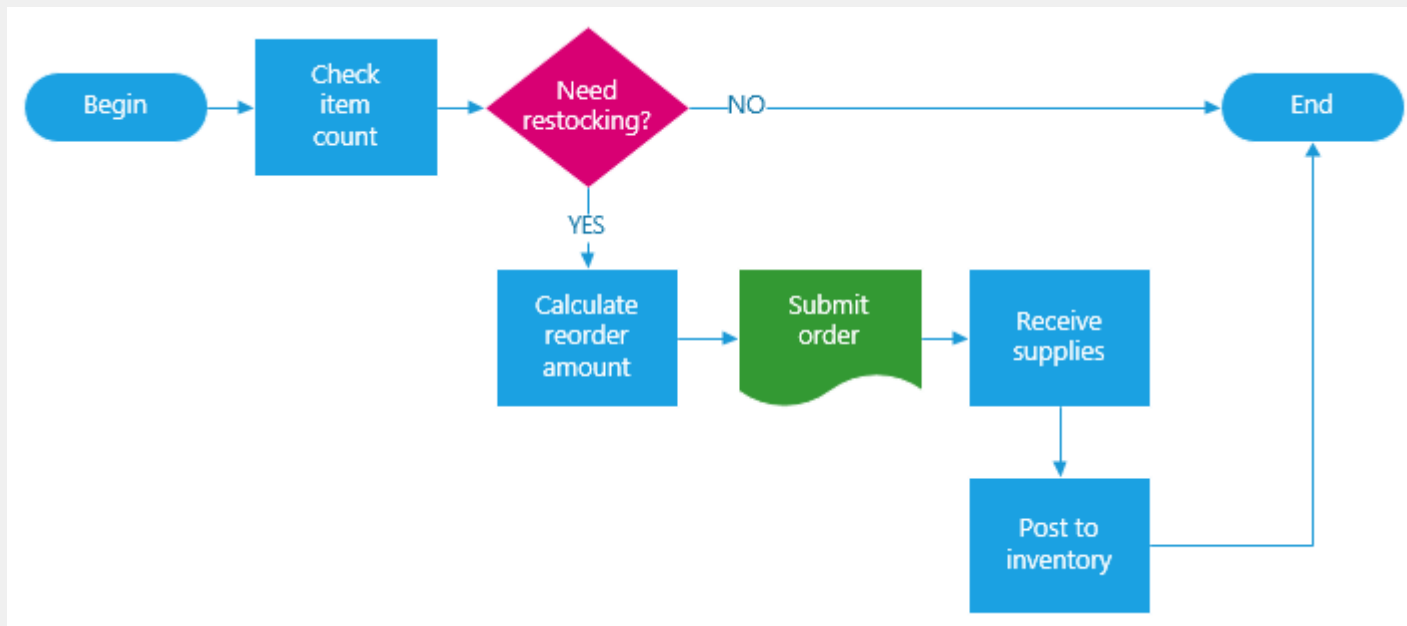 Begin
Check
item
count
Need
restocking?
NO
End
YES
Calculate
reorder
amount
Submit
order
Receive
supplies
Post to
inventory